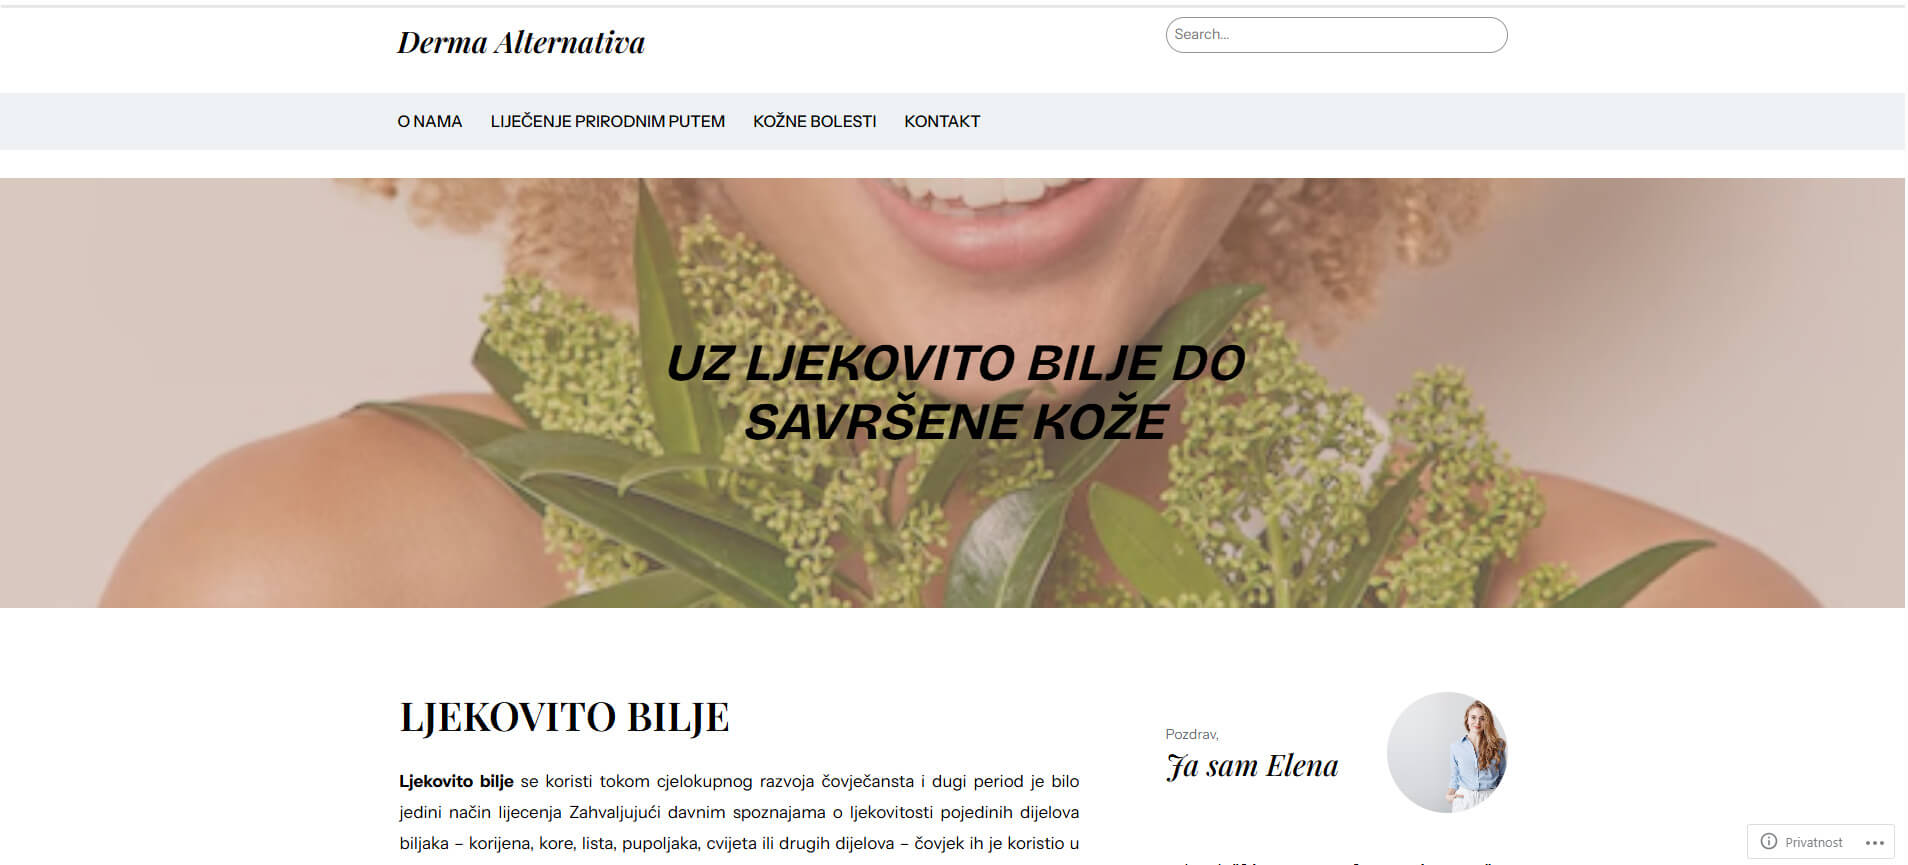 Derma Alternativa
Search...
O NAMA LIJEČENJE PRIRODNIM PUTEM KOŽNE BOLESTI KONTAKT
UZ LJEKOVITO BILJE DO
SAVRŠENE KOŽE
LJEKOVITO BILJE
Ljekovito bilje se koristi tokom cjelokupnog razvoja čovječansta i dugi period je bilo
jedini način lijecenja Zahvaljujući davnim spoznajama o ljekovitosti pojedinih dijelova
biljaka – korijena, kore, lista, pupoljaka, cvijeta ili drugih dijelova – čovjek ih je koristio u
Pozdrav,
Ja sam Elena
Privatnost